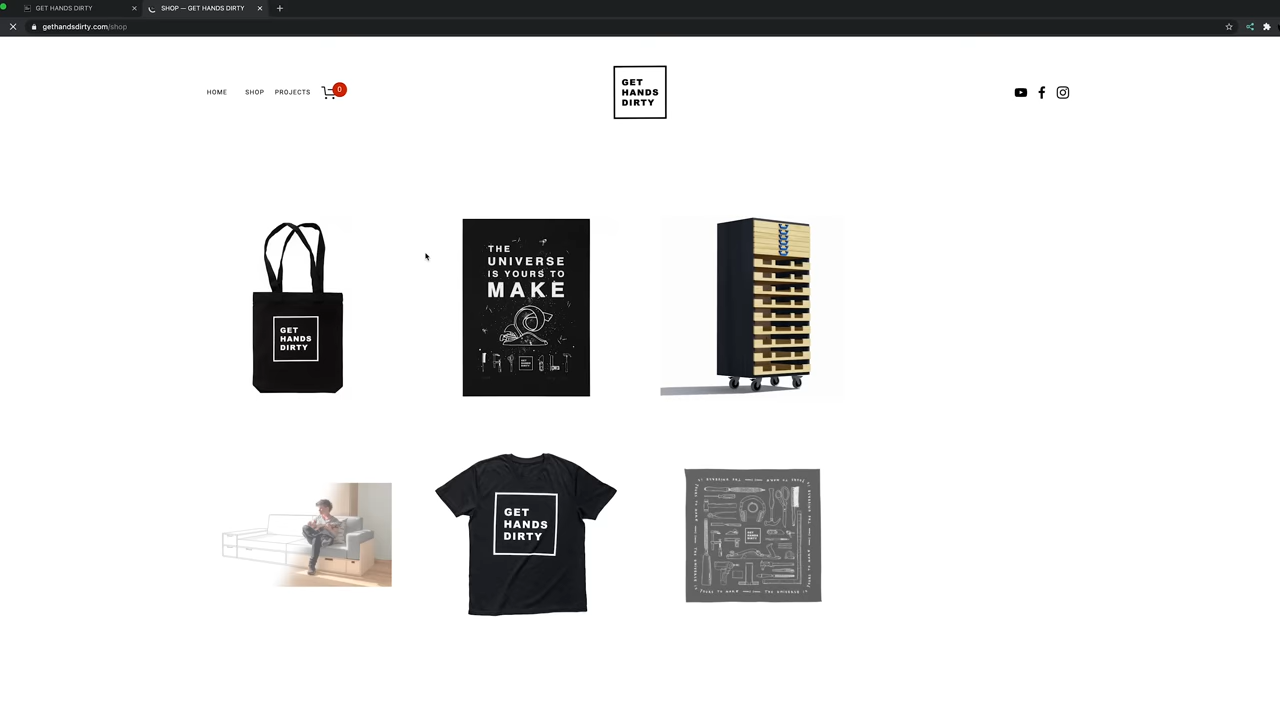 GET HANDS DIRTY
SHOP — GET HANDS DIRTY
gethandsdirty.com/shop
HOME
SHOP
PROJECTS
0
GET
HANDS
DIRTY
GET
HANDS
DIRTY
THE
UNIVERSE
IS YOURS TO
MAKE
GET
HANDS
DIRTY